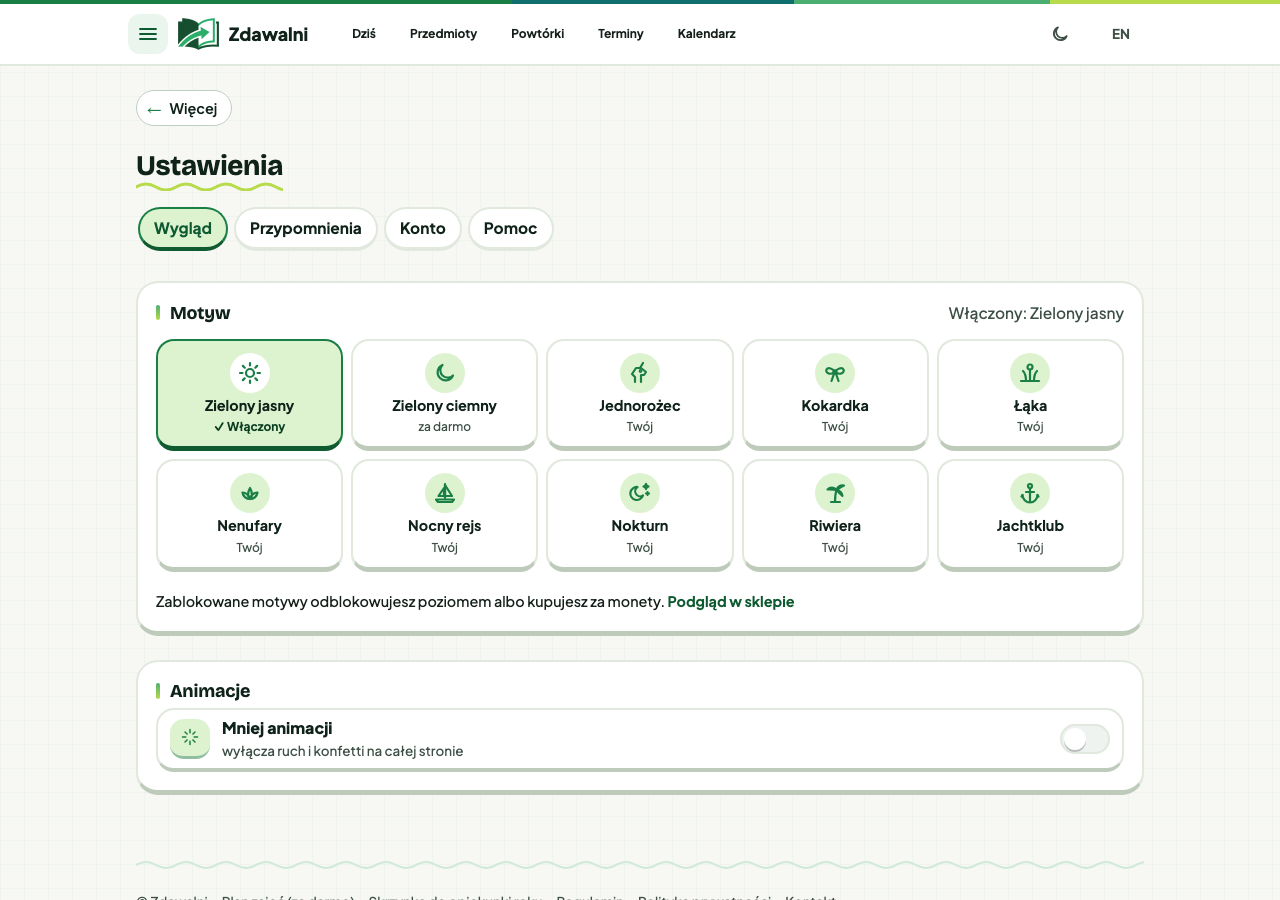 Zdawalni
Dziś
Przedmioty
Powtórki
Terminy
Kalendarz
EN
← Więcej
Ustawienia
Wygląd
Przypomnienia
Konto
Pomoc
Motyw
Włączony: Zielony jasny
Zielony jasny
✓ Włączony
Zielony ciemny
za darmo
Jednorożec
Twój
Kokardka
Twój
Łąka
Twój
Nenufary
Twój
Nocny rejs
Twój
Nokturn
Twój
Riwiera
Twój
Jachtklub
Twój
Zablokowane motywy odblokowujesz poziomem albo kupujesz za monety. Podgląd w sklepie
Animacje
Mniej animacji
wyłącza ruch i konfetti na całej stronie